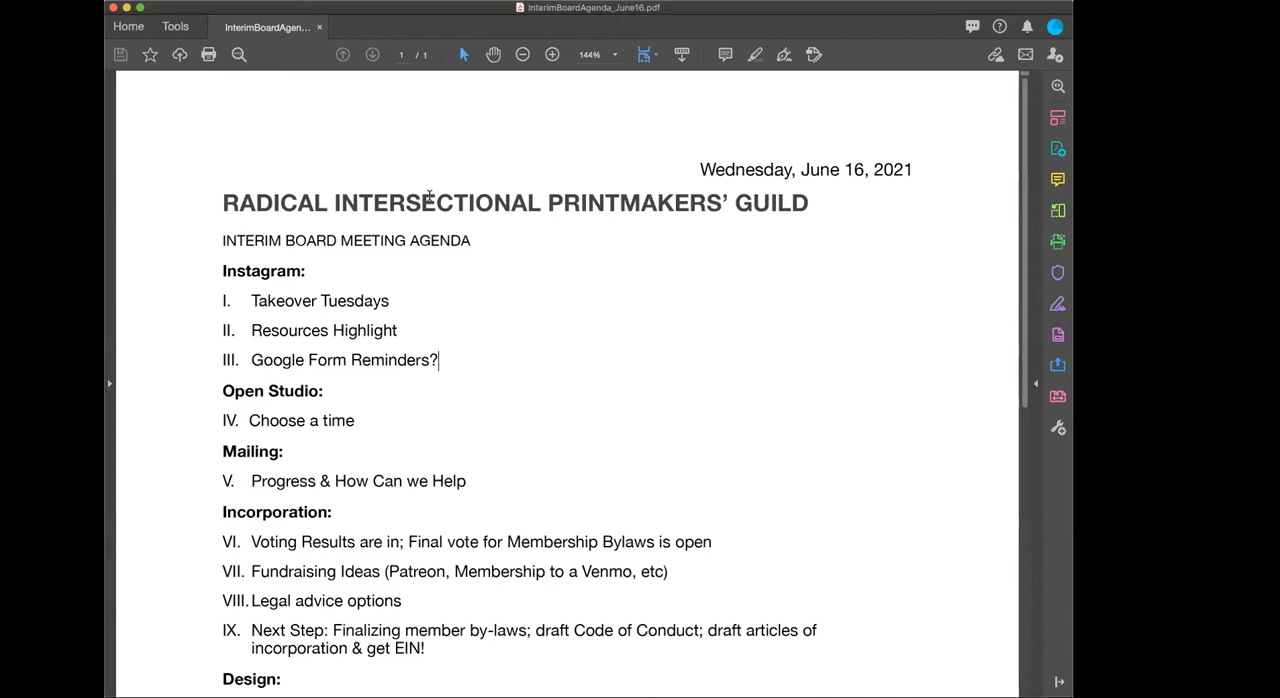 InterimBoardAgenda_June16.pdf
Home Tools InterimBoardAgen... ×
1 / 1 144%
Wednesday, June 16, 2021
RADICAL INTERSECTIONAL PRINTMAKERS’ GUILD
INTERIM BOARD MEETING AGENDA
Instagram:
I. Takeover Tuesdays
II. Resources Highlight
III. Google Form Reminders?
Open Studio:
IV. Choose a time
Mailing:
V. Progress & How Can we Help
Incorporation:
VI. Voting Results are in; Final vote for Membership Bylaws is open
VII. Fundraising Ideas (Patreon, Membership to a Venmo, etc)
VIII. Legal advice options
IX. Next Step: Finalizing member by-laws; draft Code of Conduct; draft articles of
incorporation & get EIN!
Design: